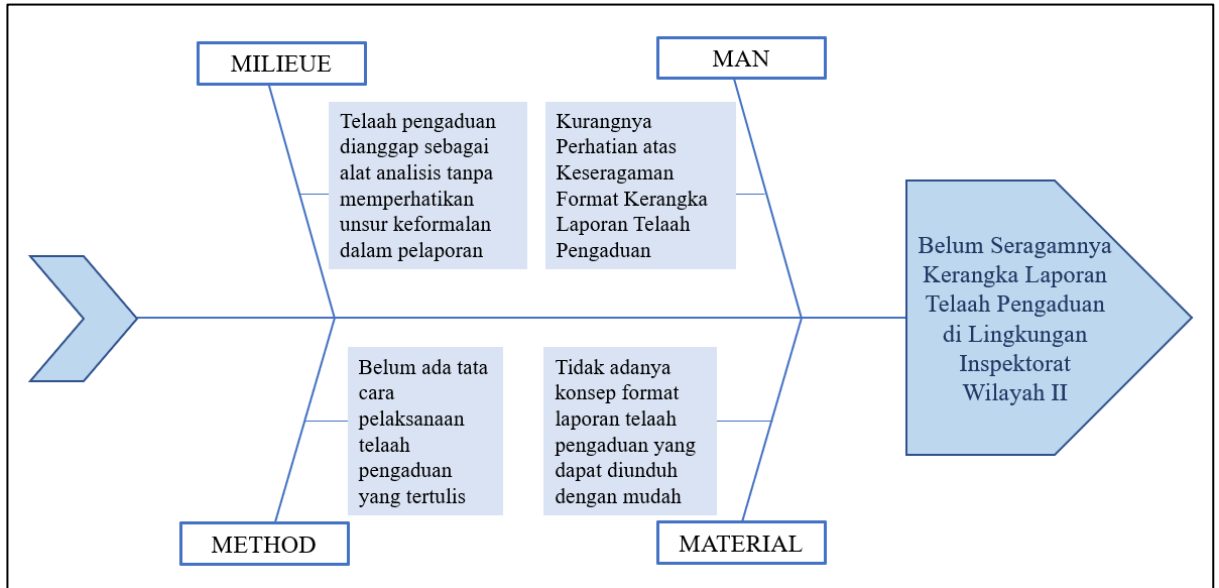 MILIEUE
MAN
Telaah pengaduan
dianggap sebagai
alat analisis tanpa
memperhatikan
unsur keformalan
dalam pelaporan
Kurangnya
Perhatian atas
Keseragaman
Format Kerangka
Laporan Telaah
Pengaduan
Belum Seragamnya
Kerangka Laporan
Telaah Pengaduan
di Lingkungan
Inspektorat
Wilayah II
Belum ada tata
cara
pelaksanaan
telaah
pengaduan
yang tertulis
Tidak adanya
konsep format
laporan telaah
pengaduan yang
dapat diunduh
dengan mudah
METHOD
MATERIAL